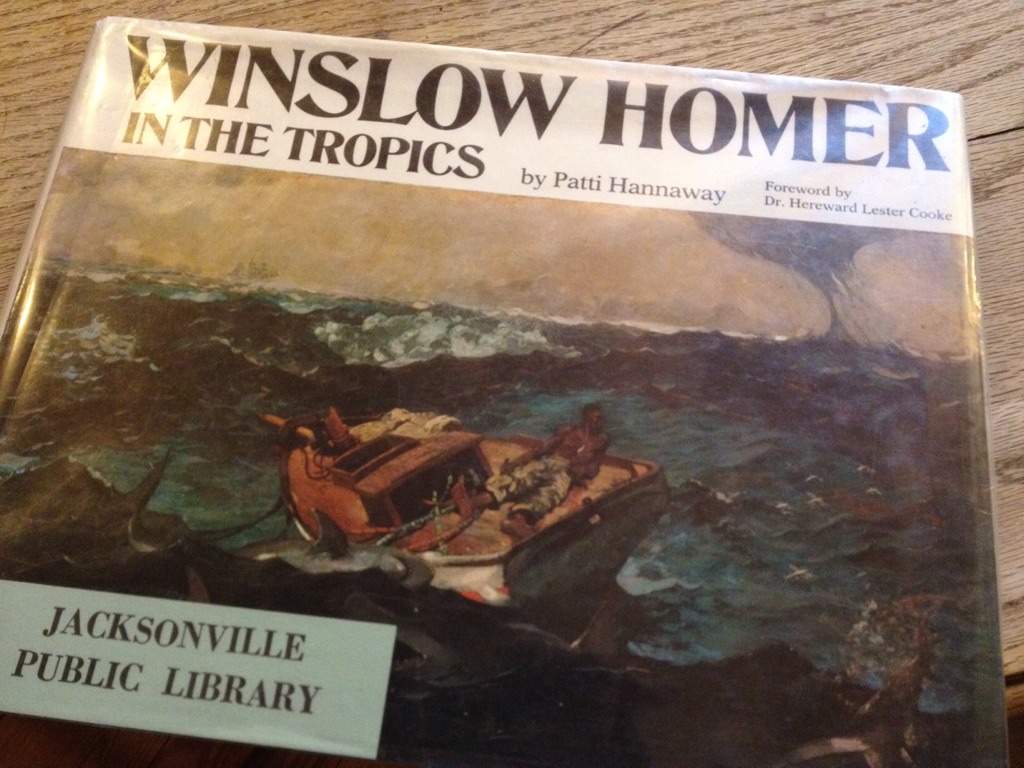 WINSLOW HOMER
IN THE TROPICS
by Patti Hannaway
Foreword by
Dr. Hereward Lester Cooke
JACKSONVILLE
PUBLIC LIBRARY